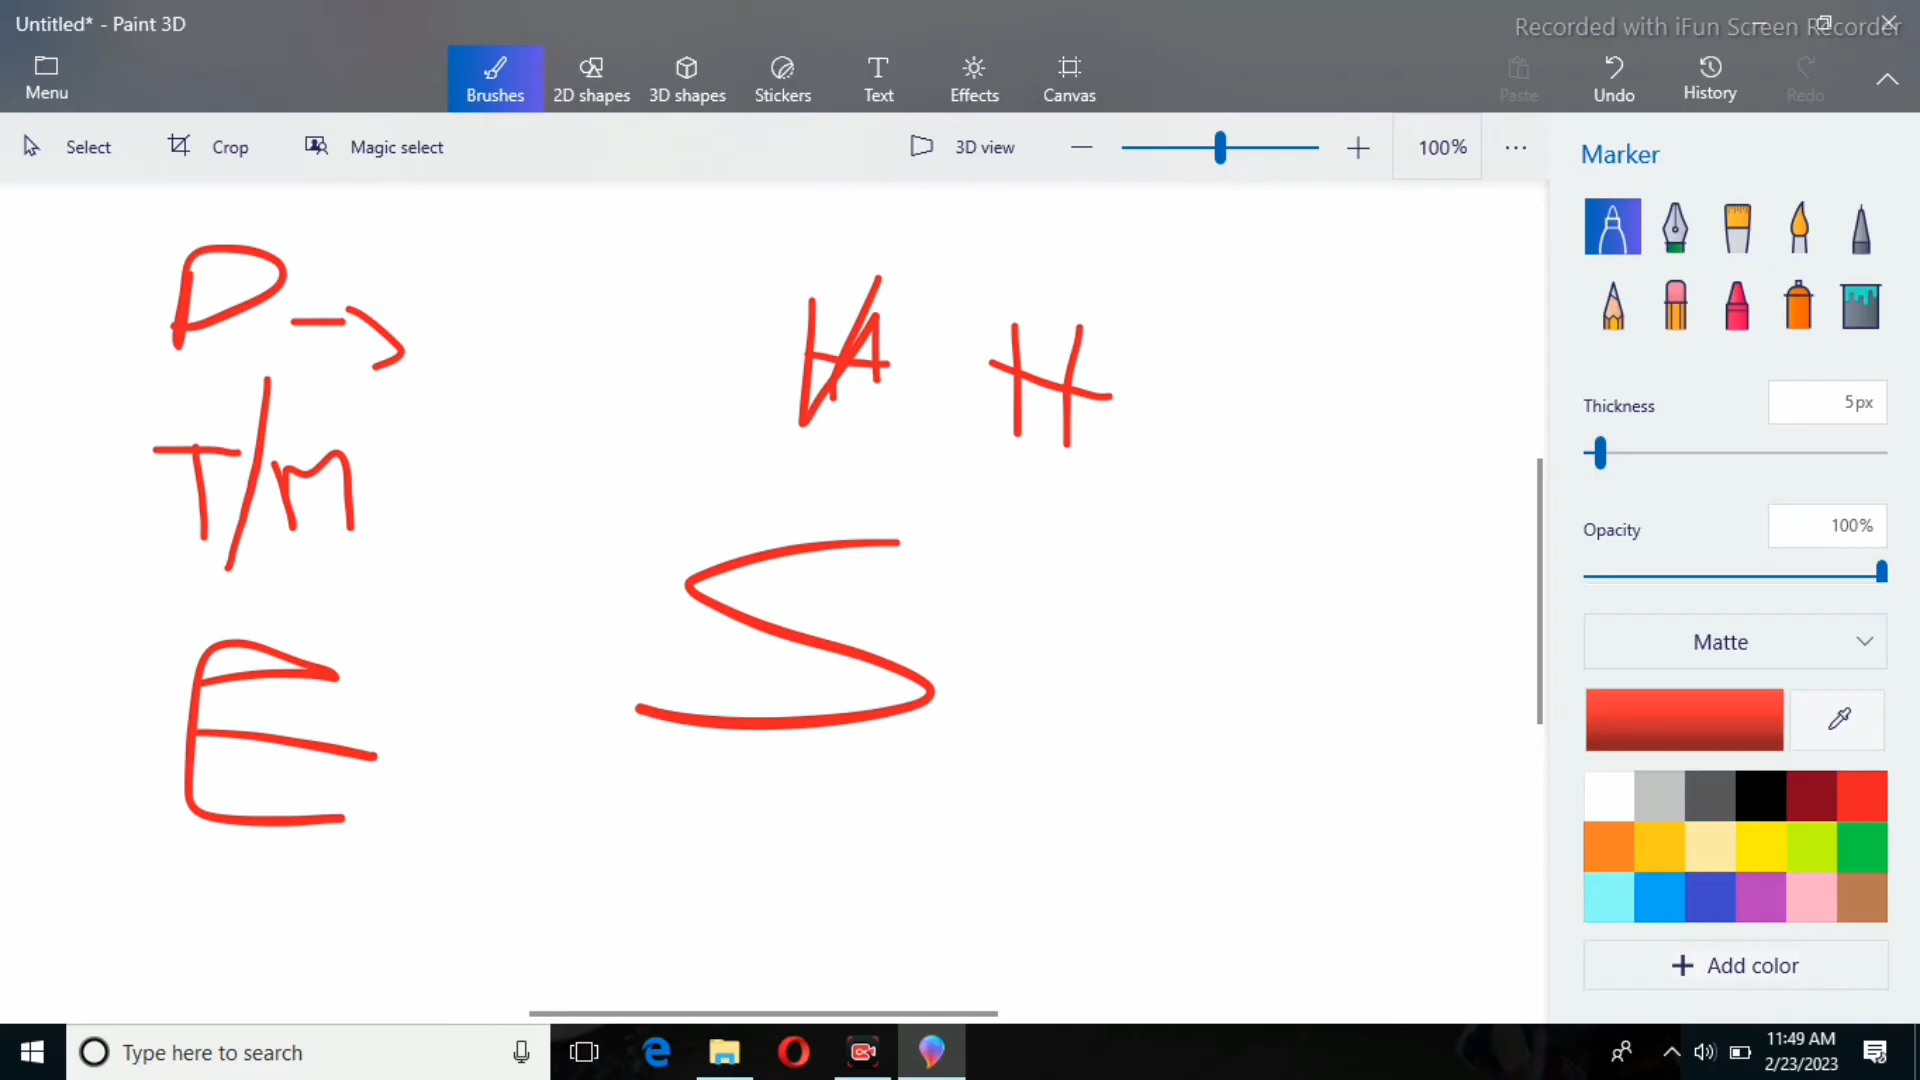 Untitled* - Paint 3D
Recorded with iFun Screen Recorder
Menu
Brushes 2D shapes 3D shapes Stickers Text Effects Canvas Paste Undo History Redo
Select Crop Magic select 3D view 100% ...
Marker
D → H H
Thickness 5px
T/M
Opacity 100%
S
Matte
E
+ Add color
Type here to search
11:49 AM
2/23/2023